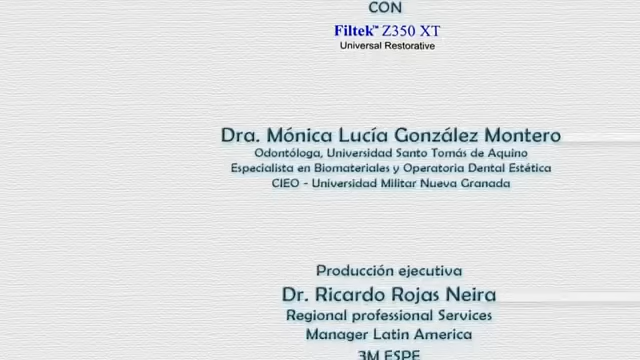 CON
Filtek™ Z350 XT
Universal Restorative
Dra. Mónica Lucía González Montero
Odontóloga, Universidad Santo Tomás de Aquino
Especialista en Biomateriales y Operatoria Dental Estética
CIEO - Universidad Militar Nueva Granada
Producción ejecutiva
Dr. Ricardo Rojas Neira
Regional professional Services
Manager Latin America
3M ESPE